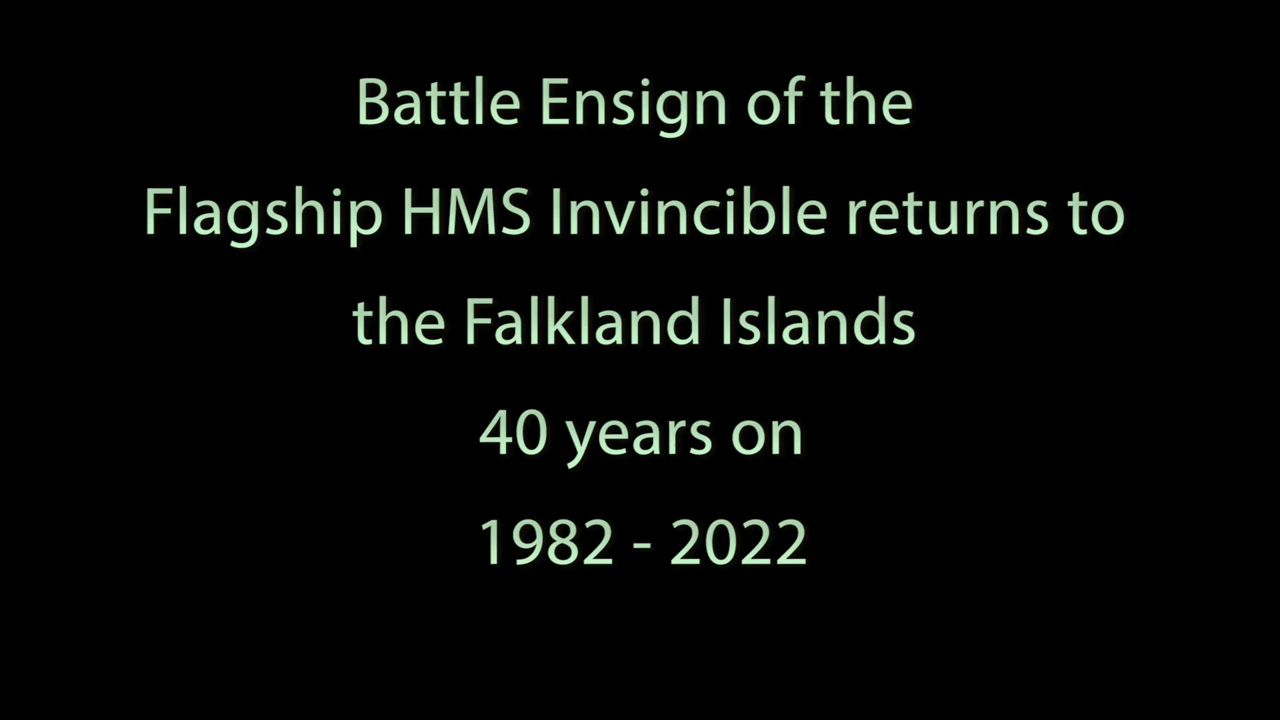 Battle Ensign of the
Flagship HMS Invincible returns to
the Falkland Islands
40 years on
1982 - 2022